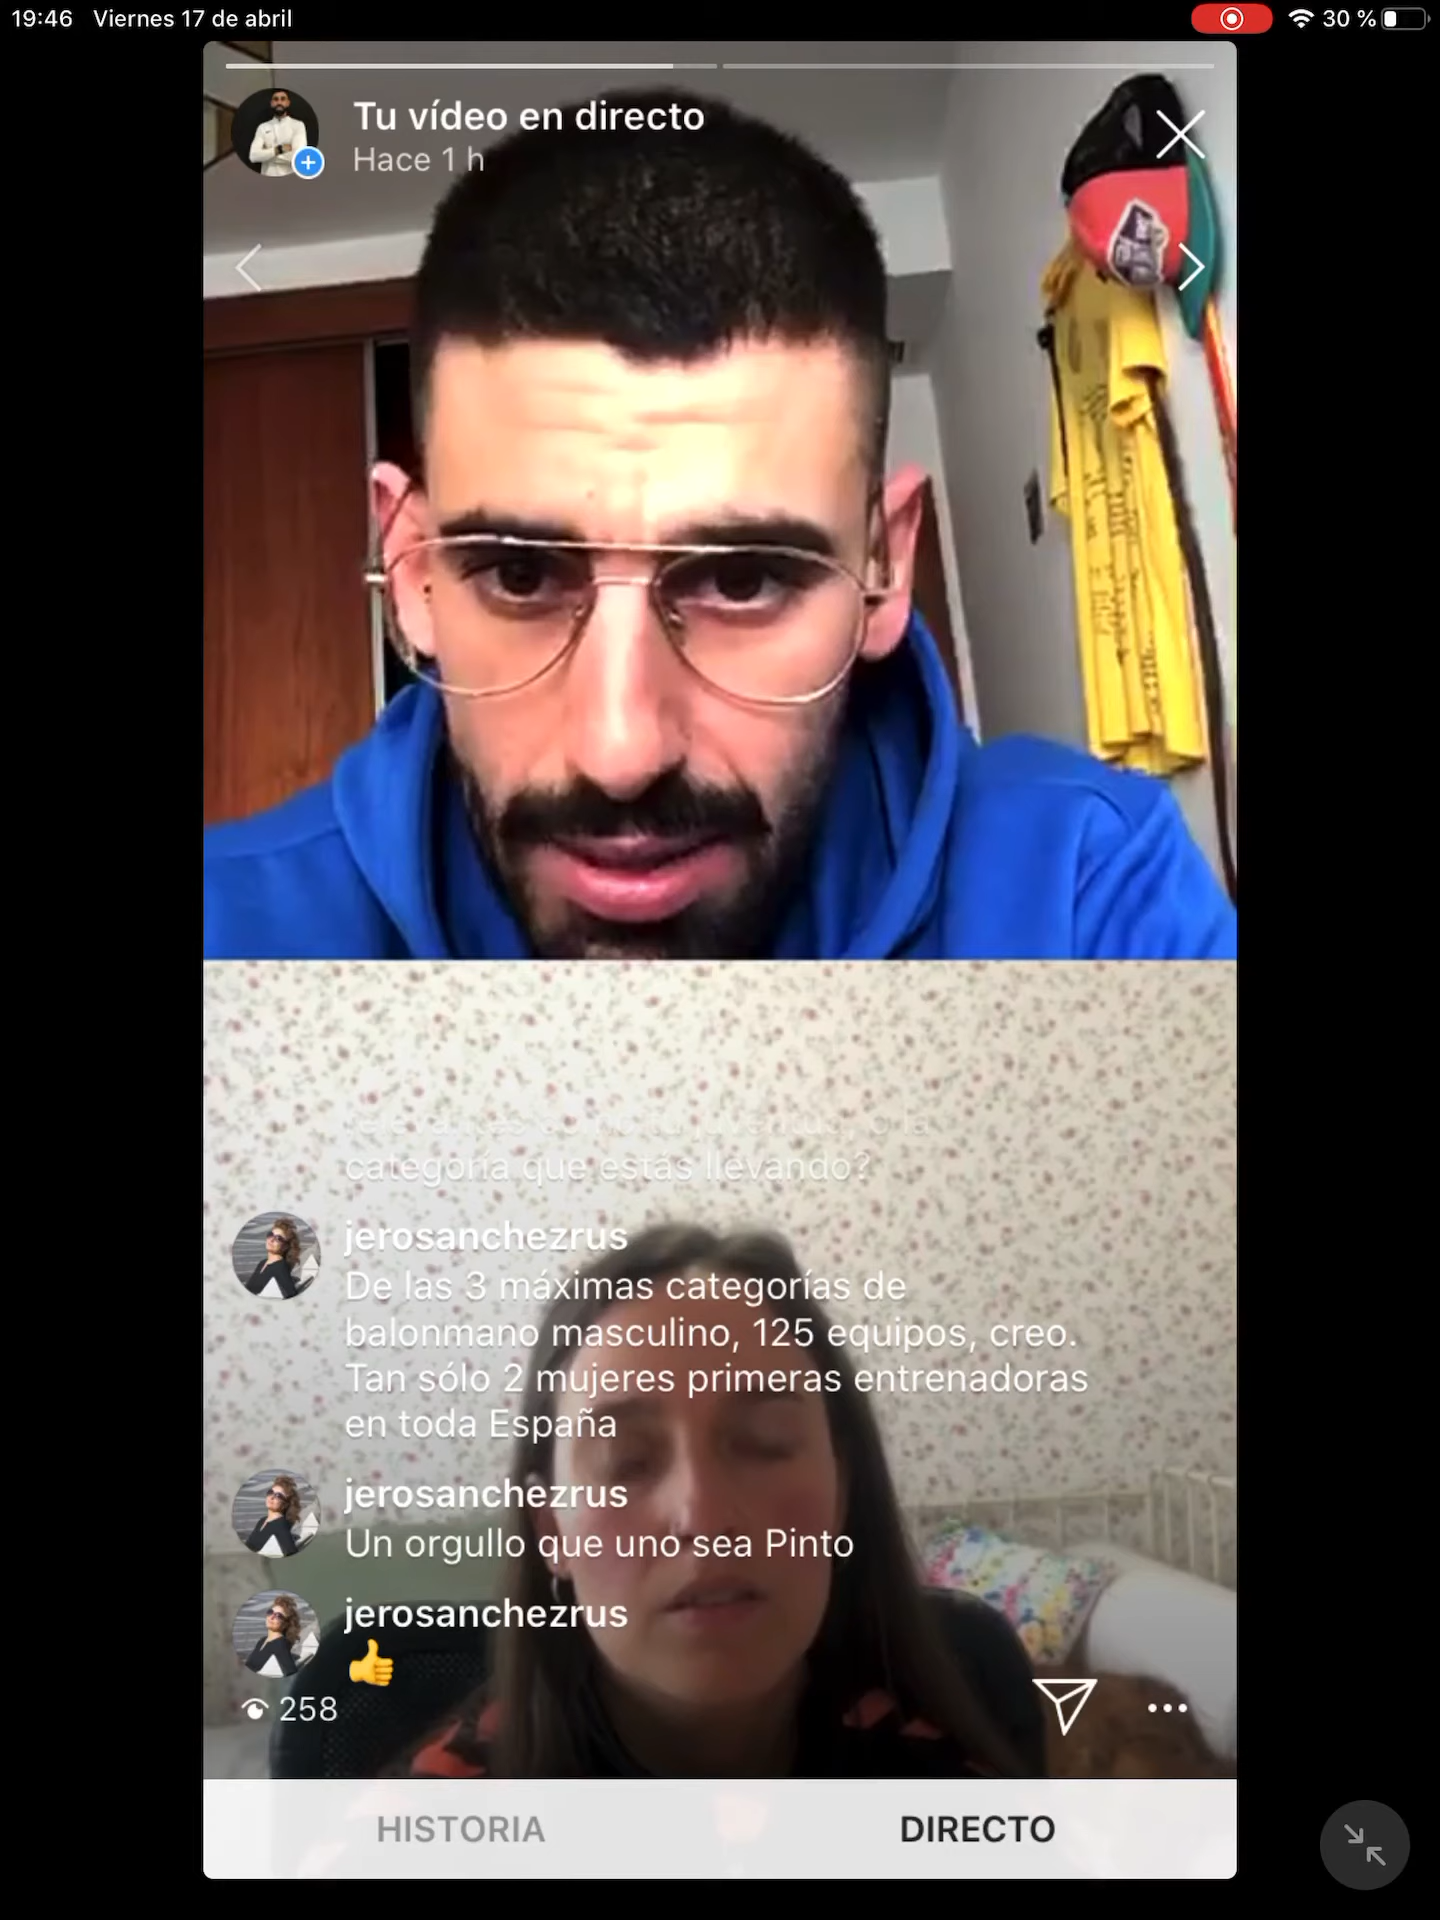 19:46 Viernes 17 de abril
30 %
Tu vídeo en directo
Hace 1 h
categoría que estás llevando?
jerosanchezrus
De las 3 máximas categorías de
balonmano masculino, 125 equipos, creo.
Tan sólo 2 mujeres primeras entrenadoras
en toda España
jerosanchezrus
Un orgullo que uno sea Pinto
jerosanchezrus
👍
258
HISTORIA
DIRECTO